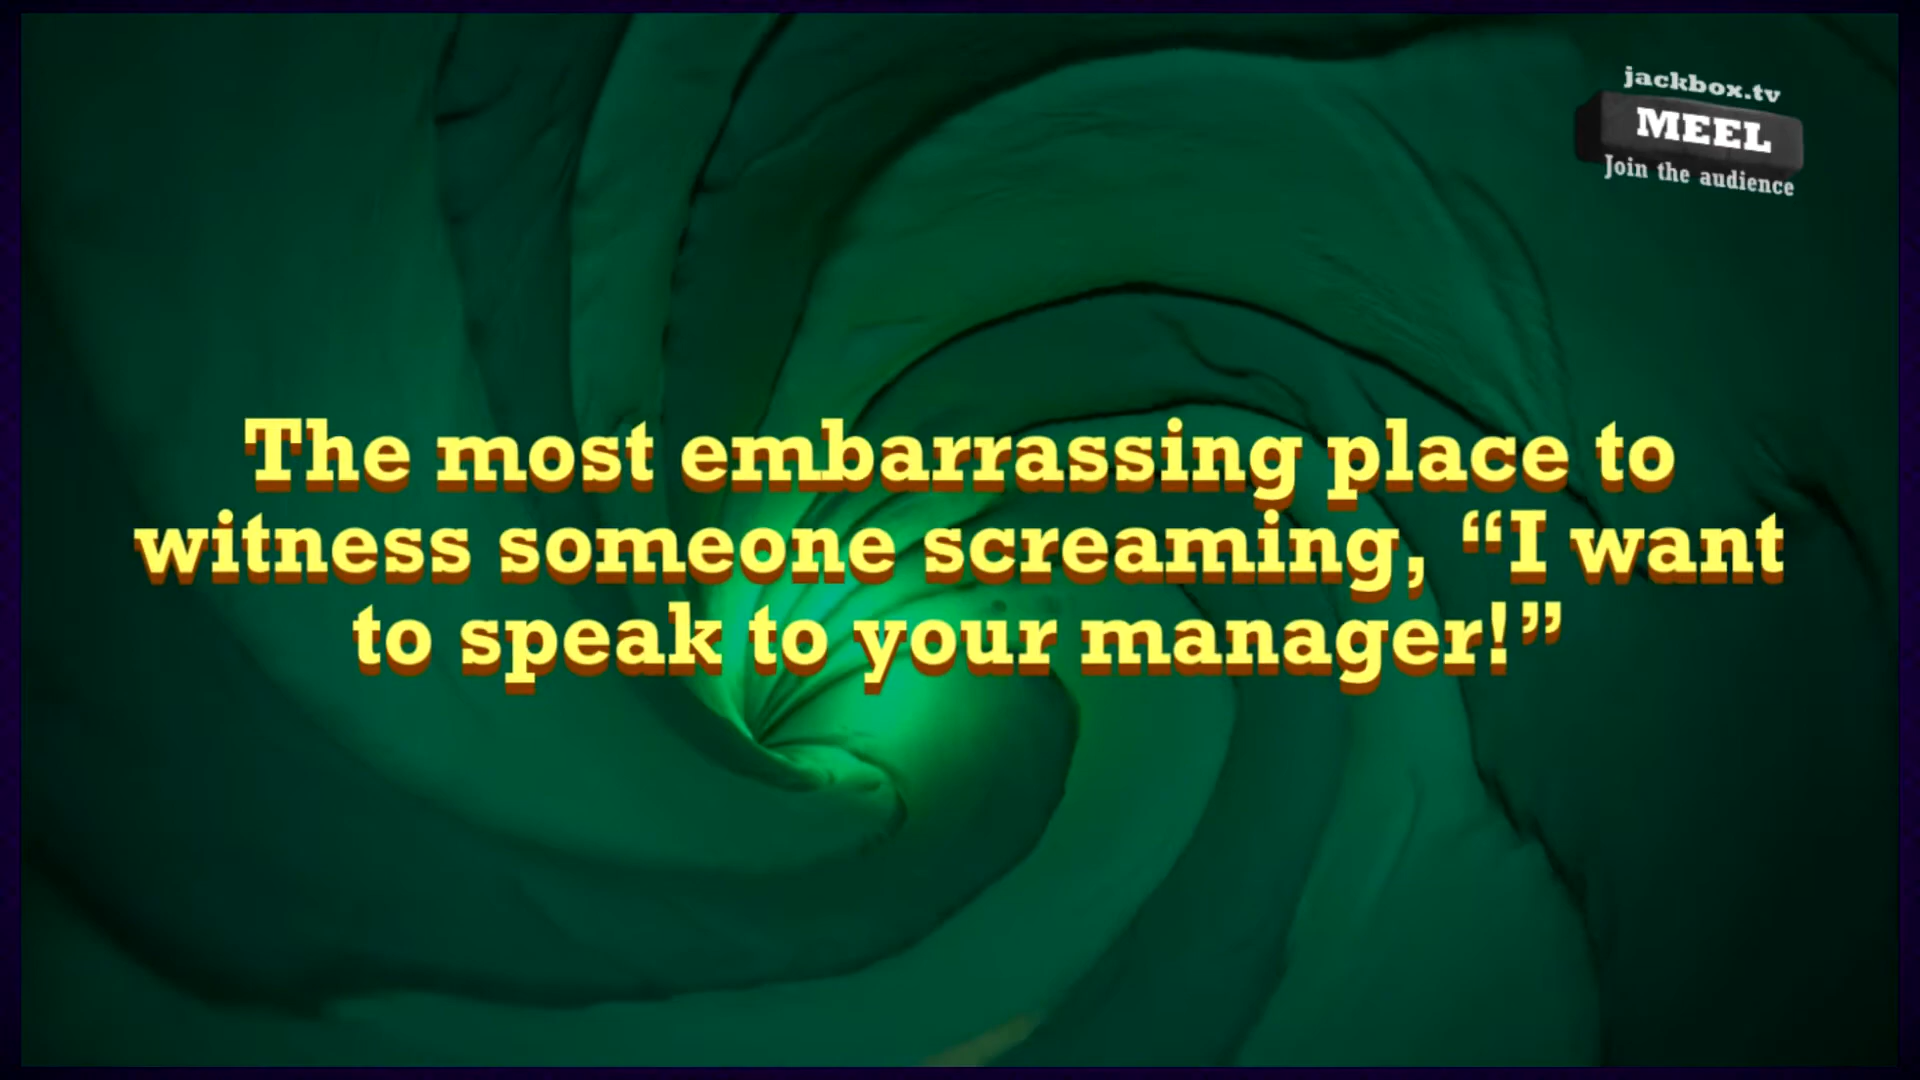 jackbox.tv
MEEL
Join the audience
The most embarrassing place to
witness someone screaming, “I want
to speak to your manager!”